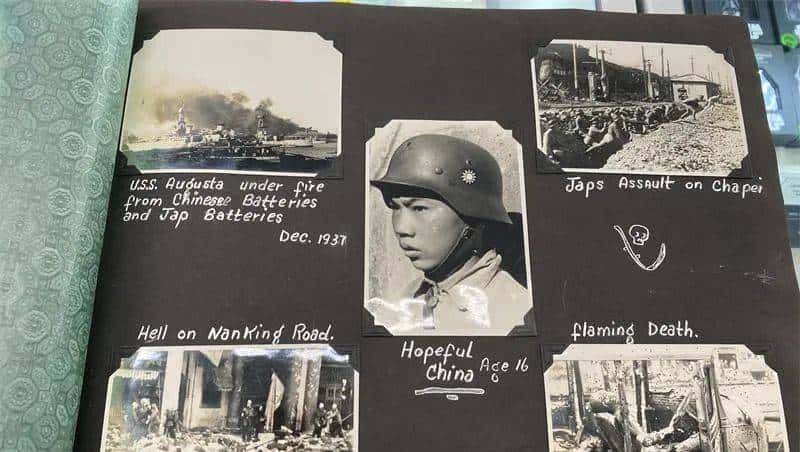 U.S.S. Augusta under fire
from Chinese Batteries
and Jap Batteries
Dec. 1937
Japs Assault on Chapei
Hell on Nanking Road.
Hopeful
China Age 16
flaming Death.